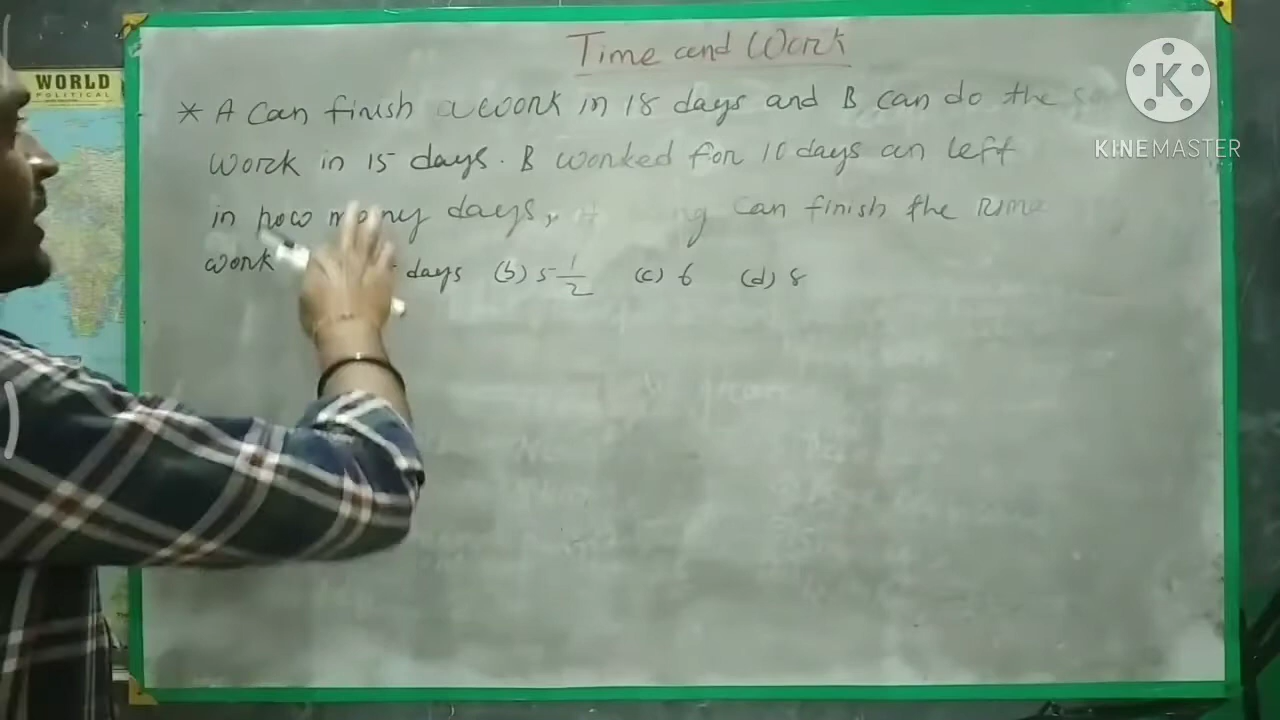 Time and Work
WORLD
POLITICAL
K
KINEMASTER
* A can finish a work in 18 days and B can do the
work in 15 days. B worked for 10 days an left
in how many days, can finish the
work days (b) 5 1/2 (c) 6 (d) 8